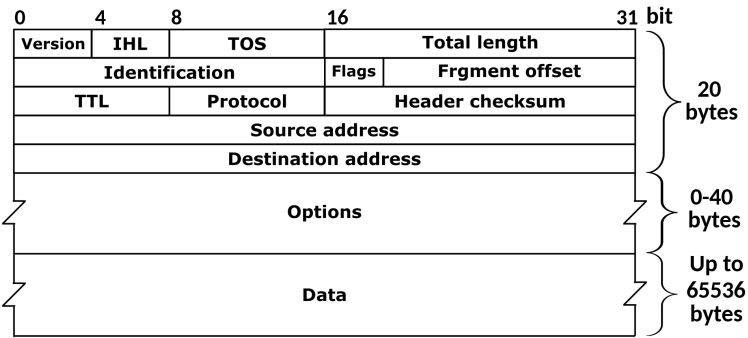 0 4 8 16 31 bit
Version IHL TOS Total length
Identification Flags Frgment offset
TTL Protocol Header checksum
20
bytes
Source address
Destination address
Options
0-40
bytes
Data
Up to
65536
bytes